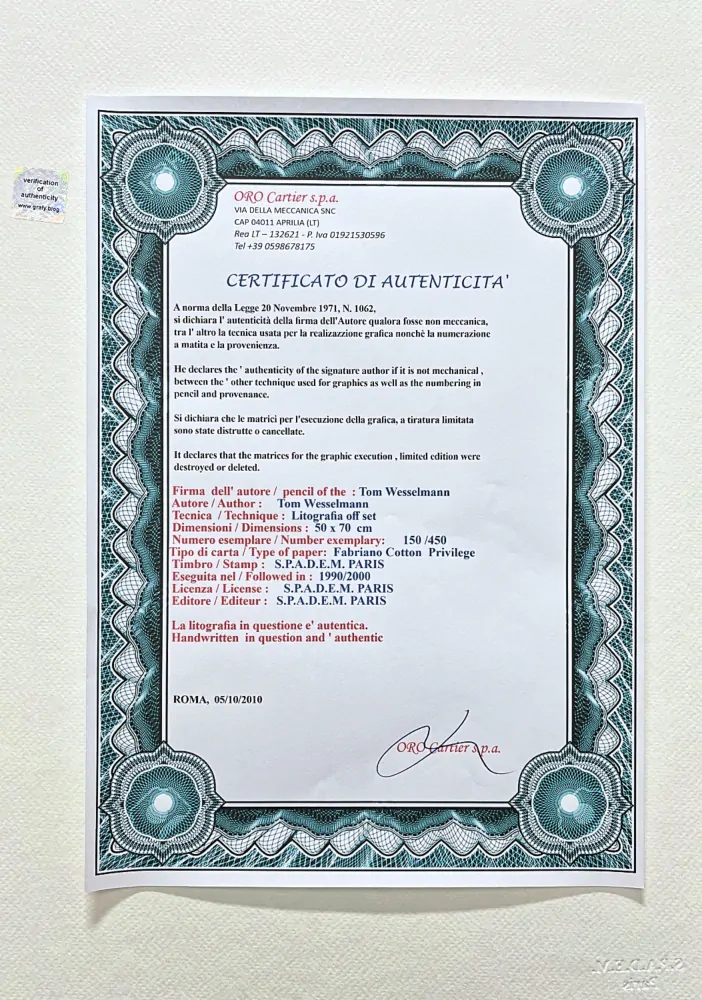 verification
of
authenticity
www.graty.blog
ORO Cartier s.p.a.
VIA DELLA MECCANICA SNC
CAP 04011 APRILIA (LT)
Rea LT – 132621 - P. Iva 01921530596
Tel +39 0598678175
CERTIFICATO DI AUTENTICITA'
A norma della Legge 20 Novembre 1971, N. 1062,
si dichiara l' autenticità della firma dell'Autore qualora fosse non meccanica,
tra l' altro la tecnica usata per la realizazzione grafica nonchè la numerazione
a matita e la provenienza.
He declares the ' authenticity of the signature author if it is not mechanical ,
between the ' other technique used for graphics as well as the numbering in
pencil and provenance.
Si dichiara che le matrici per l'esecuzione della grafica, a tiratura limitata
sono state distrutte o cancellate.
It declares that the matrices for the graphic execution , limited edition were
destroyed or deleted.
Firma dell' autore / pencil of the : Tom Wesselmann
Autore / Author : Tom Wesselmann
Tecnica / Technique : Litografia off set
Dimensioni / Dimensions : 50 x 70 cm
Numero esemplare / Number exemplary: 150 /450
Tipo di carta / Type of paper: Fabriano Cotton Privilege
Timbro / Stamp : S.P.A.D.E.M. PARIS
Eseguita nel / Followed in : 1990/2000
Licenza / License : S.P.A.D.E.M. PARIS
Editore / Editeur : S.P.A.D.E.M. PARIS
La litografia in questione e' autentica.
Handwritten in question and ' authentic
ROMA, 05/10/2010
ORO Cartier s.p.a.
S.P.A.D.E.M.
Paris